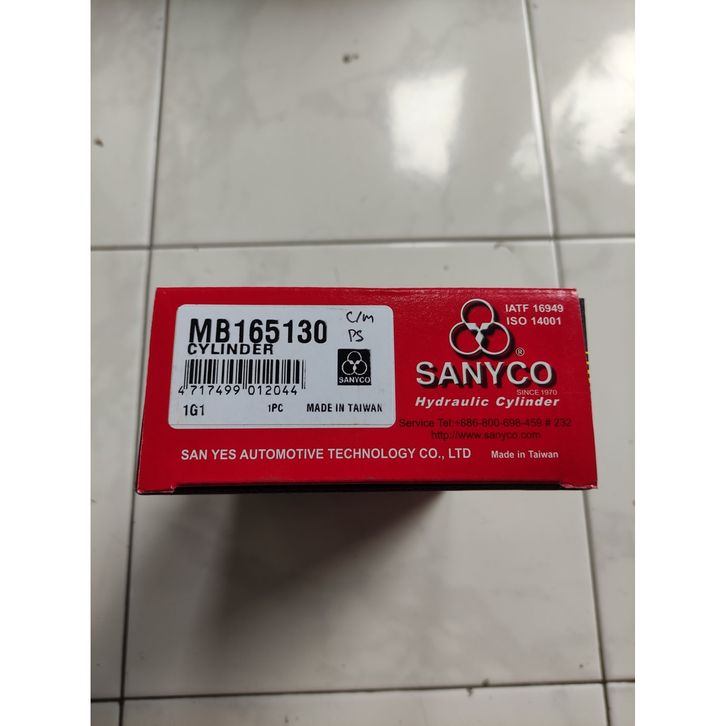 MB165130
CYLINDER
C/M
PS
4 717499 012044
SANYCO
1G1 1PC MADE IN TAIWAN
IATF 16949
ISO 14001
®
SANYCO
SINCE 1970
Hydraulic Cylinder
Service Tel:+886-800-698-459 # 232
http://www.sanyco.com
SAN YES AUTOMOTIVE TECHNOLOGY CO., LTD Made in Taiwan